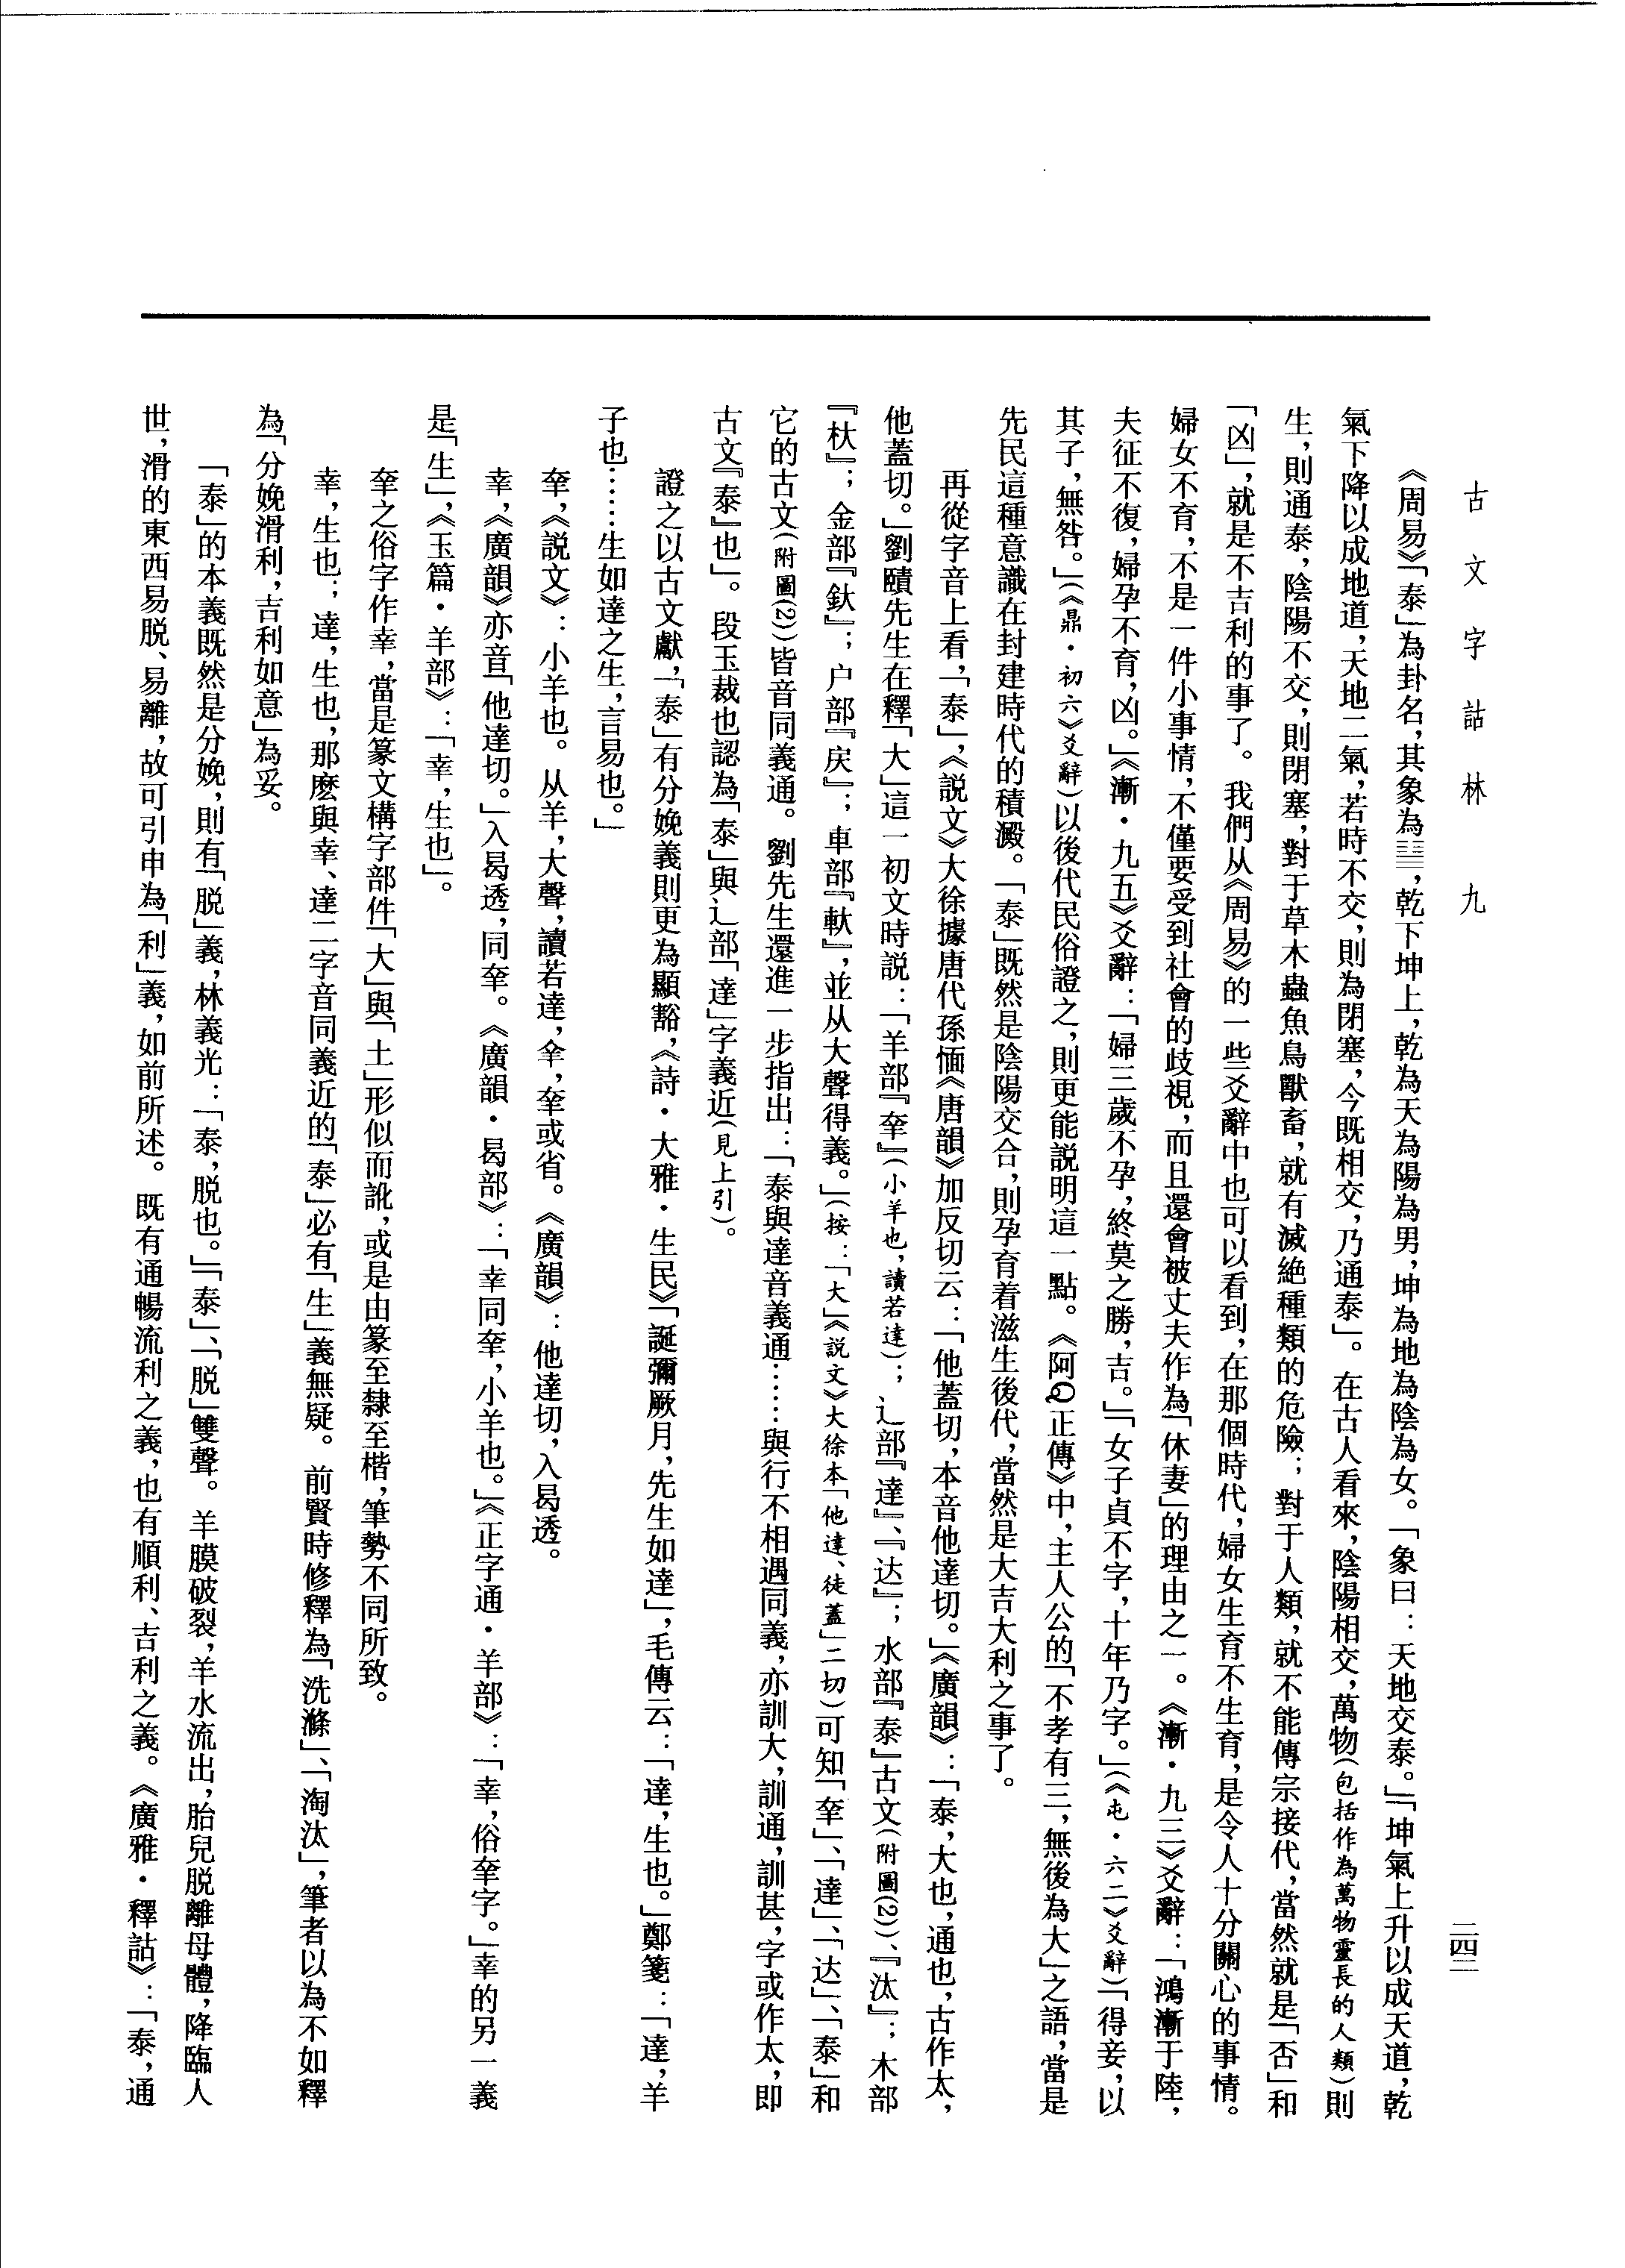 古文字詁林 九
二四二
《周易》「泰」為卦名，其象為䷊，乾下坤上，乾為天為陽為男，坤為地為陰為女。「象曰：天地交泰。」「坤氣上升以成天道，乾
氣下降以成地道，天地二氣，若時不交，則為閉塞，今既相交，乃通泰」。在古人看來，陰陽相交，萬物（包括作為萬物靈長的人類）則
生，則通泰，陰陽不交，則閉塞，對于草木蟲魚鳥獸畜，就有滅絶種類的危險；對于人類，就不能傳宗接代，當然就是「否」和
「凶」，就是不吉利的事了。我們从《周易》的一些爻辭中也可以看到，在那個時代，婦女生育不生育，是令人十分關心的事情。
婦女不育，不是一件小事情，不僅要受到社會的歧視，而且還會被丈夫作為「休妻」的理由之一。《漸·九三》爻辭：「鴻漸于陸，
夫征不復，婦孕不育，凶。」《漸·九五》爻辭：「婦三歲不孕，終莫之勝，吉。」「女子貞不字，十年乃字。」（《屯·六二》爻辭）「得妾，以
其子，無咎。」（《鼎·初六》爻辭）以後代民俗證之，則更能説明這一點。《阿Q正傳》中，主人公的「不孝有三，無後為大」之語，當是
先民這種意識在封建時代的積澱。「泰」既然是陰陽交合，則孕育着滋生後代，當然是大吉大利之事了。
再從字音上看，「泰」，《説文》大徐據唐代孫愐《唐韻》加反切云：「他蓋切，本音他達切。」《廣韻》：「泰，大也，通也，古作太，
他蓋切。」劉賾先生在釋「大」這一初文時説：「羊部『羍』（小羊也，讀若達）；辶部『達』、『达』；水部『泰』古文（附圖(2)）、『汰』；木部
『杕』；金部『釱』；户部『戻』；車部『軑』，並从大聲得義。」（按：「大」《説文》大徐本「他達、徒蓋」二切）可知「羍」、「達」、「达」、「泰」和
它的古文（附圖(2)）皆音同義通。劉先生還進一步指出：「泰與達音義通……與行不相遇同義，亦訓大，訓通，訓甚，字或作太，即
古文『泰』也」。段玉裁也認為「泰」與辶部「達」字義近（見上引）。
證之以古文獻，「泰」有分娩義則更為顯豁，《詩·大雅·生民》「誕彌厥月，先生如達」，毛傳云：「達，生也。」鄭箋：「達，羊
子也……生如達之生，言易也。」
羍，《説文》：小羊也。从羊，大聲，讀若達，全，羍或省。《廣韻》：他達切，入曷透。
幸，《廣韻》亦音「他達切。」入曷透，同羍。《廣韻·曷部》：「幸同羍，小羊也。」《正字通·羊部》：「幸，俗羍字。」幸的另一義
是「生」，《玉篇·羊部》：「幸，生也」。
羍之俗字作幸，當是篆文構字部件「大」與「土」形似而訛，或是由篆至隸至楷，筆勢不同所致。
幸，生也；達，生也，那麽與幸、達二字音同義近的「泰」必有「生」義無疑。前賢時修釋為「洗滌」、「淘汰」，筆者以為不如釋
為「分娩滑利，吉利如意」為妥。
「泰」的本義既然是分娩，則有「脱」義，林義光：「泰，脱也。」「泰」、「脱」雙聲。羊膜破裂，羊水流出，胎兒脱離母體，降臨人
世，滑的東西易脱、易離，故可引申為「利」義，如前所述。既有通暢流利之義，也有順利、吉利之義。《廣雅·釋詁》：「泰，通